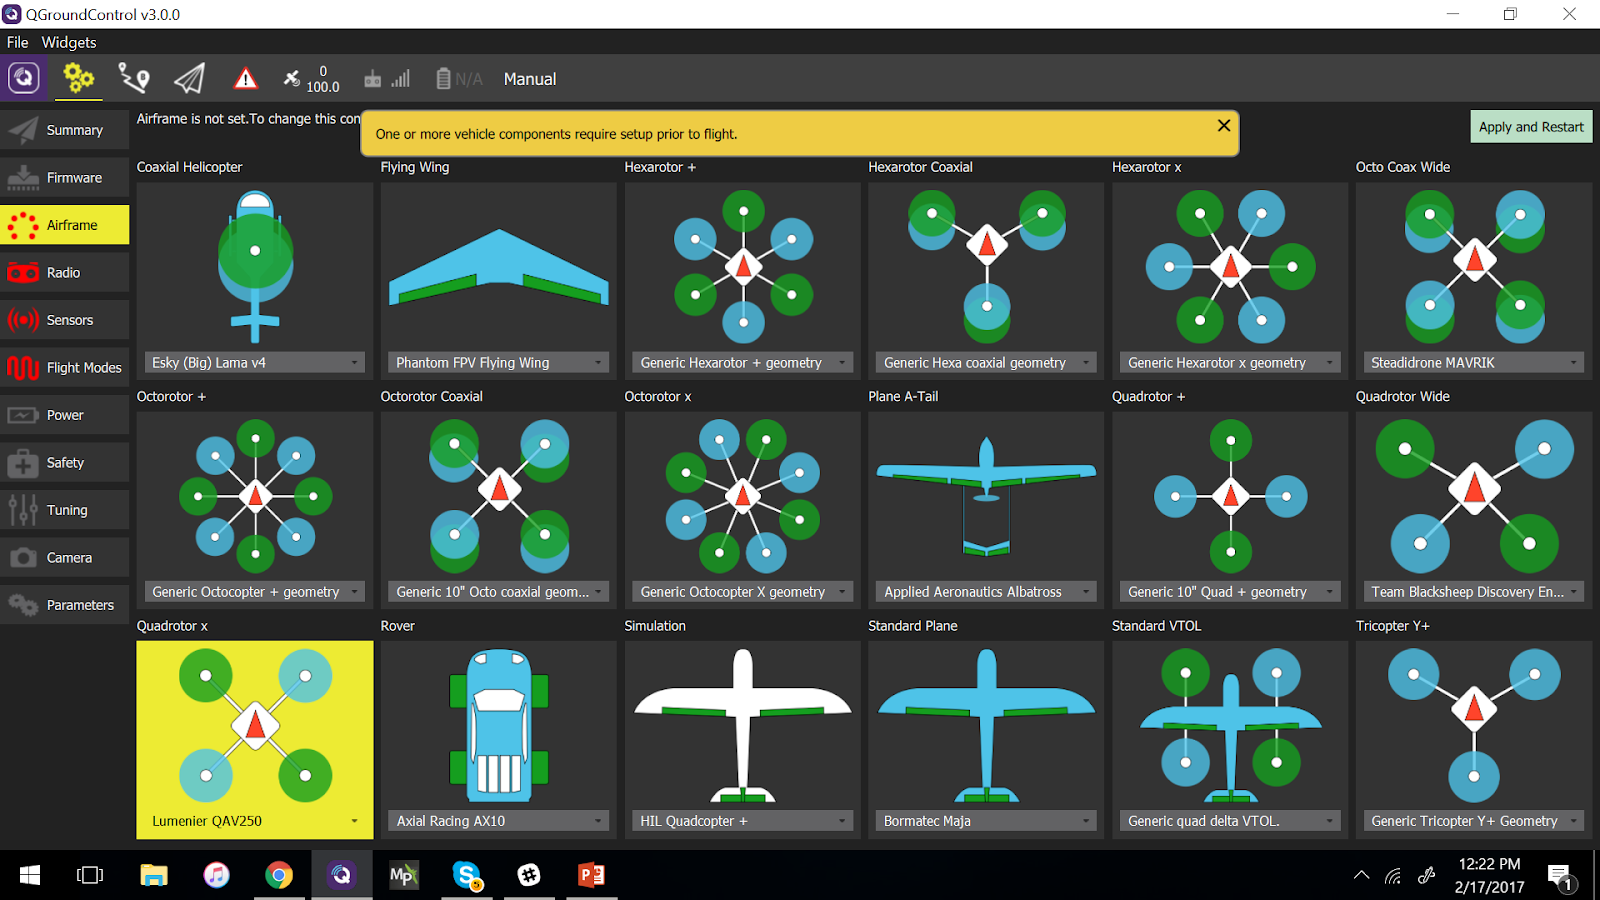 QGroundControl v3.0.0
File Widgets
0
100.0
N/A
Manual
Airframe is not set.To change this con
One or more vehicle components require setup prior to flight.
Apply and Restart
Summary
Firmware
Airframe
Radio
Sensors
Flight Modes
Power
Safety
Tuning
Camera
Parameters
Coaxial Helicopter
Flying Wing
Hexarotor +
Hexarotor Coaxial
Hexarotor x
Octo Coax Wide
Esky (Big) Lama v4
Phantom FPV Flying Wing
Generic Hexarotor + geometry
Generic Hexa coaxial geometry
Generic Hexarotor x geometry
Steadidrone MAVRIK
Octorotor +
Octorotor Coaxial
Octorotor x
Plane A-Tail
Quadrotor +
Quadrotor Wide
Generic Octocopter + geometry
Generic 10" Octo coaxial geom...
Generic Octocopter X geometry
Applied Aeronautics Albatross
Generic 10" Quad + geometry
Team Blacksheep Discovery En...
Quadrotor x
Rover
Simulation
Standard Plane
Standard VTOL
Tricopter Y+
Lumenier QAV250
Axial Racing AX10
HIL Quadcopter +
Bormatec Maja
Generic quad delta VTOL.
Generic Tricopter Y+ Geometry
Mp
S
5
P
12:22 PM
2/17/2017
1